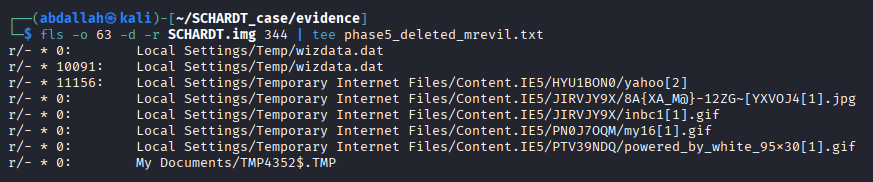 ┌──(abdallah㉿kali)-[~/SCHARDT_case/evidence]
└─$ fls -o 63 -d -r SCHARDT.img 344 | tee phase5_deleted_mrevil.txt
r/- * 0:        Local Settings/Temp/wizdata.dat
r/- * 10091:    Local Settings/Temp/wizdata.dat
r/- * 11156:    Local Settings/Temporary Internet Files/Content.IE5/HYU1BON0/yahoo[2]
r/- * 0:        Local Settings/Temporary Internet Files/Content.IE5/JIRVJY9X/8A{XA_M@}-12ZG~[YXVOJ4[1].jpg
r/- * 0:        Local Settings/Temporary Internet Files/Content.IE5/JIRVJY9X/inbc1[1].gif
r/- * 0:        Local Settings/Temporary Internet Files/Content.IE5/PN0J7OQM/my16[1].gif
r/- * 0:        Local Settings/Temporary Internet Files/Content.IE5/PTV39NDQ/powered_by_white_95×30[1].gif
r/- * 0:        My Documents/TMP4352$.TMP